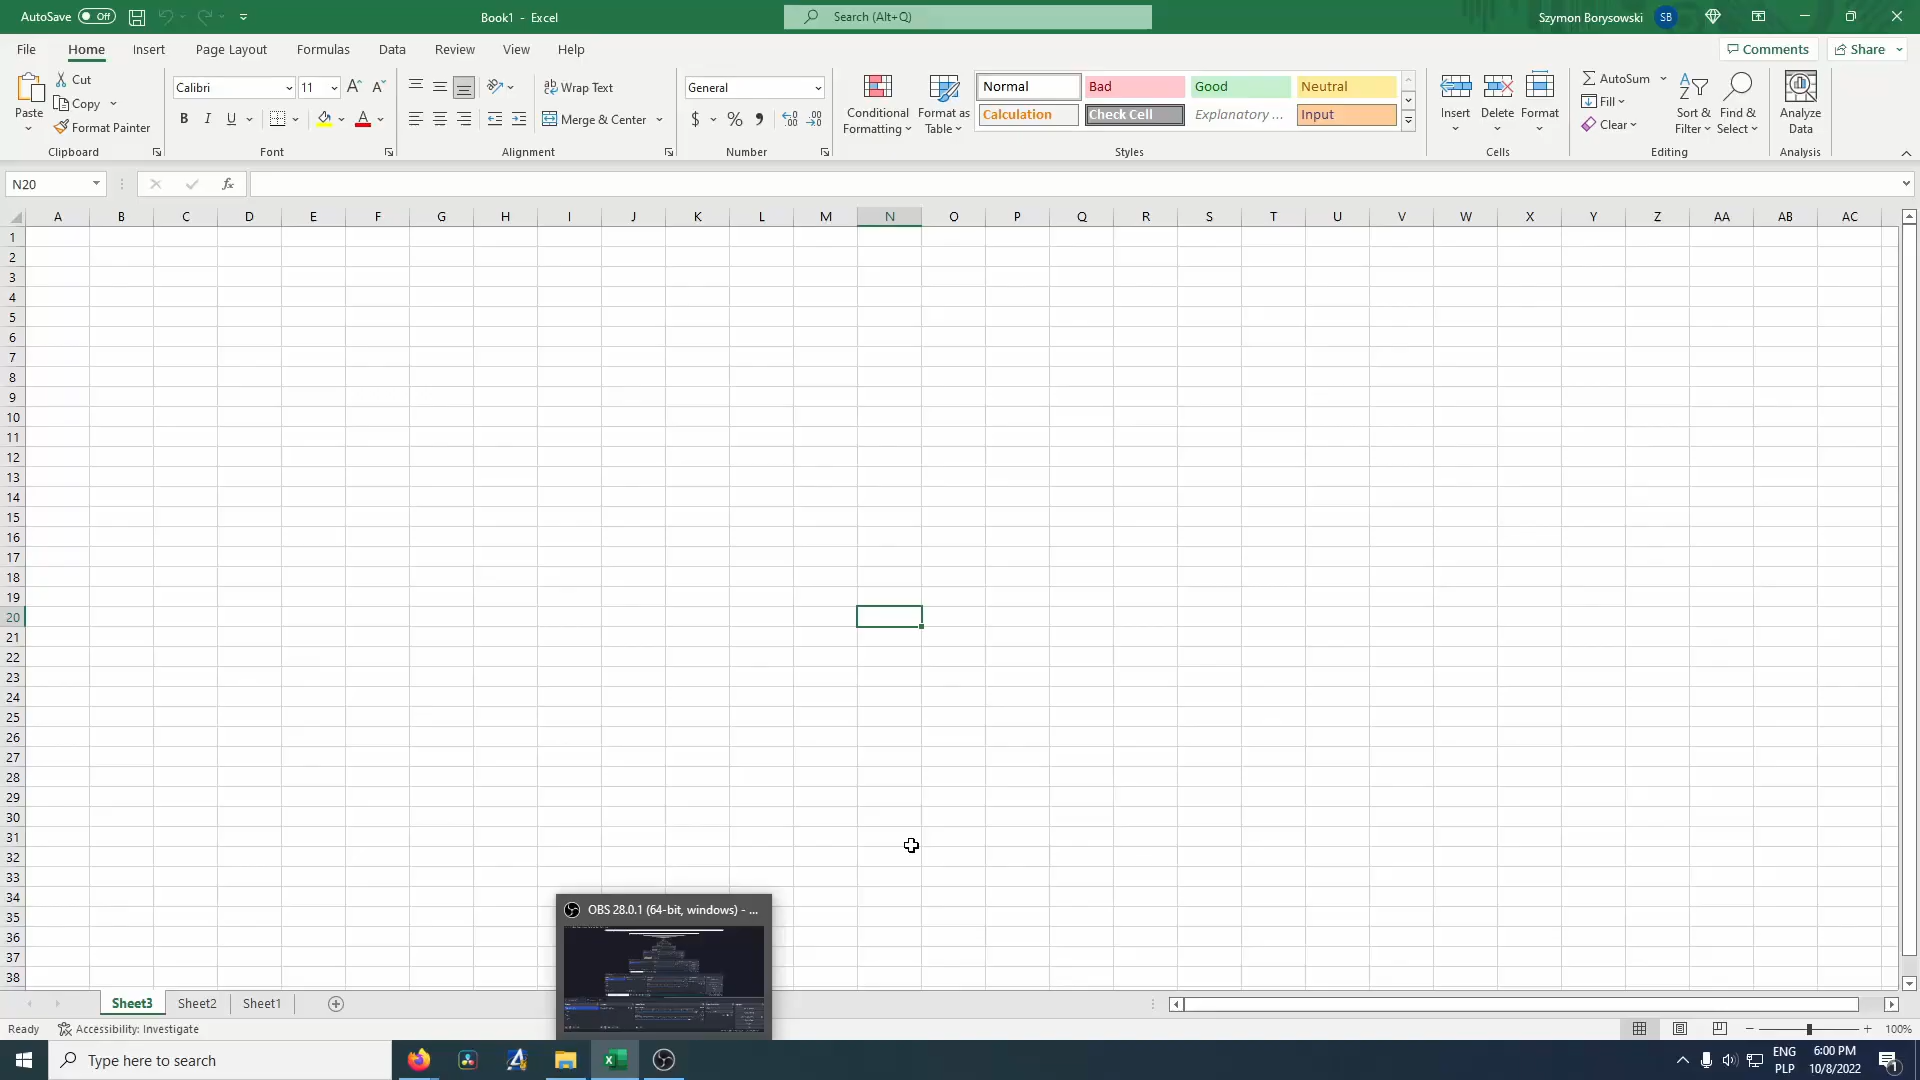 AutoSave Off Book1 - Excel Search (Alt+Q) Szymon Borysowski SB
File Home Insert Page Layout Formulas Data Review View Help Comments Share
Paste
Cut
Copy
Format Painter
Clipboard
Calibri 11
B I U A
Font
Wrap Text
Merge & Center
Alignment
General
$ %
Number
Conditional
Formatting
Format as
Table
Normal Bad Good Neutral
Calculation Check Cell Explanatory ... Input
Styles
Insert Delete Format
Cells
AutoSum
Fill
Clear
Sort &
Filter
Find &
Select
Editing
Analyze
Data
Analysis
N20 fx
A B C D E F G H I J K L M N O P Q R S T U V W X Y Z AA AB AC
1
2
3
4
5
6
7
8
9
10
11
12
13
14
15
16
17
18
19
20
21
22
23
24
25
26
27
28
29
30
31
32
33
34
35
36
37
38
OBS 28.0.1 (64-bit, windows) - ...
Sheet3 Sheet2 Sheet1
Ready Accessibility: Investigate 100%
Type here to search
ENG
PLP
6:00 PM
10/8/2022
1